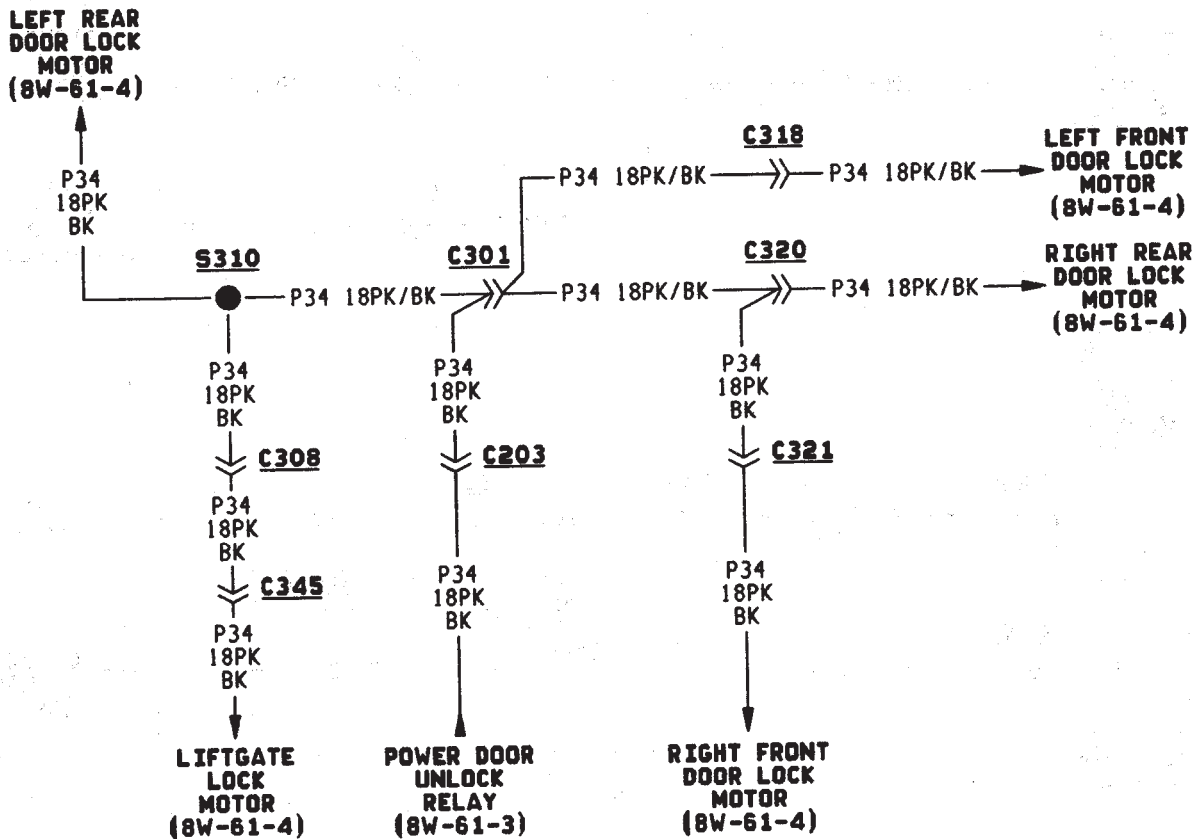 LEFT REAR
DOOR LOCK
MOTOR
(8W-61-4)
P34
18PK
BK
S310
P34 18PK/BK
C301
P34 18PK/BK
C318
P34 18PK/BK
LEFT FRONT
DOOR LOCK
MOTOR
(8W-61-4)
P34 18PK/BK
C320
P34 18PK/BK
RIGHT REAR
DOOR LOCK
MOTOR
(8W-61-4)
P34
18PK
BK
C308
P34
18PK
BK
C345
P34
18PK
BK
LIFTGATE
LOCK
MOTOR
(8W-61-4)
P34
18PK
BK
C203
P34
18PK
BK
POWER DOOR
UNLOCK
RELAY
(8W-61-3)
P34
18PK
BK
C321
P34
18PK
BK
RIGHT FRONT
DOOR LOCK
MOTOR
(8W-61-4)